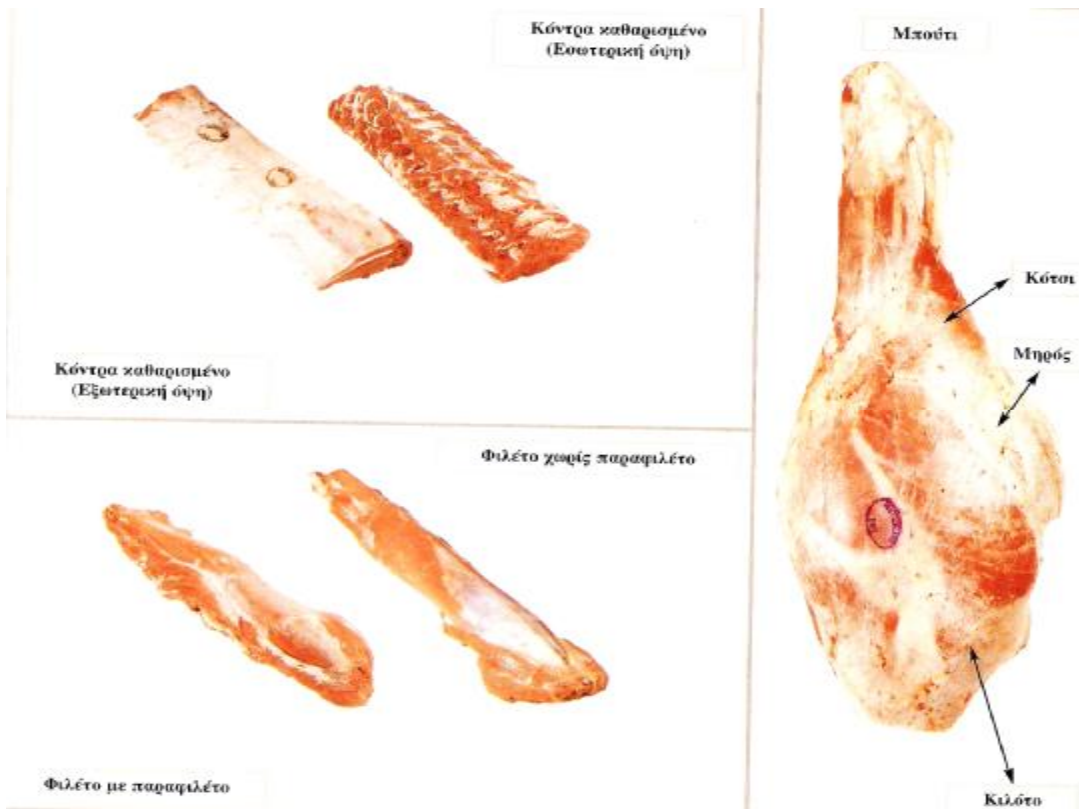 Κόντρα καθαρισμένο
(Εσωτερική όψη)
Κόντρα καθαρισμένο
(Εξωτερική όψη)
Φιλέτο χωρίς παραφιλέτο
Φιλέτο με παραφιλέτο
Μπούτι
Κότσι
Μηρός
Κιλότο